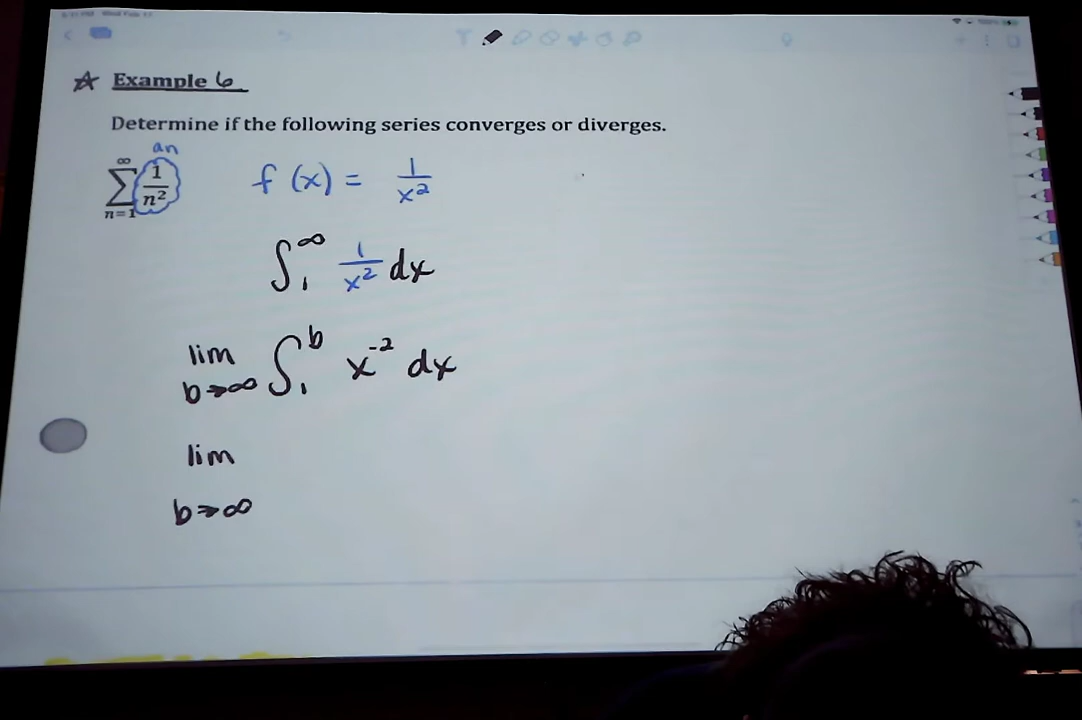 ☆ Example 6
Determine if the following series converges or diverges.
an
∞ ∑ n=1 1/n² f (x) = 1/x²
∫₁^∞ 1/x² dx
lim b→∞ ∫₁^b x⁻² dx
lim
b→∞